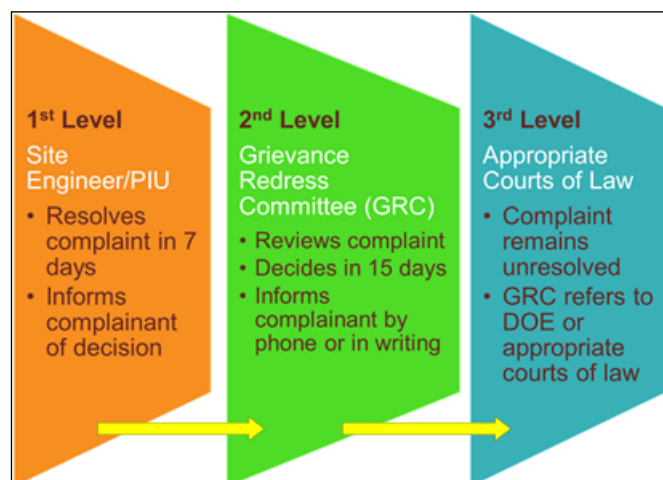 1st Level
Site
Engineer/PIU
• Resolves
complaint in 7
days
• Informs
complainant
of decision
2nd Level
Grievance
Redress
Committee (GRC)
• Reviews complaint
• Decides in 15 days
• Informs
complainant by
phone or in writing
3rd Level
Appropriate
Courts of Law
• Complaint
remains
unresolved
• GRC refers to
DOE or
appropriate
courts of law